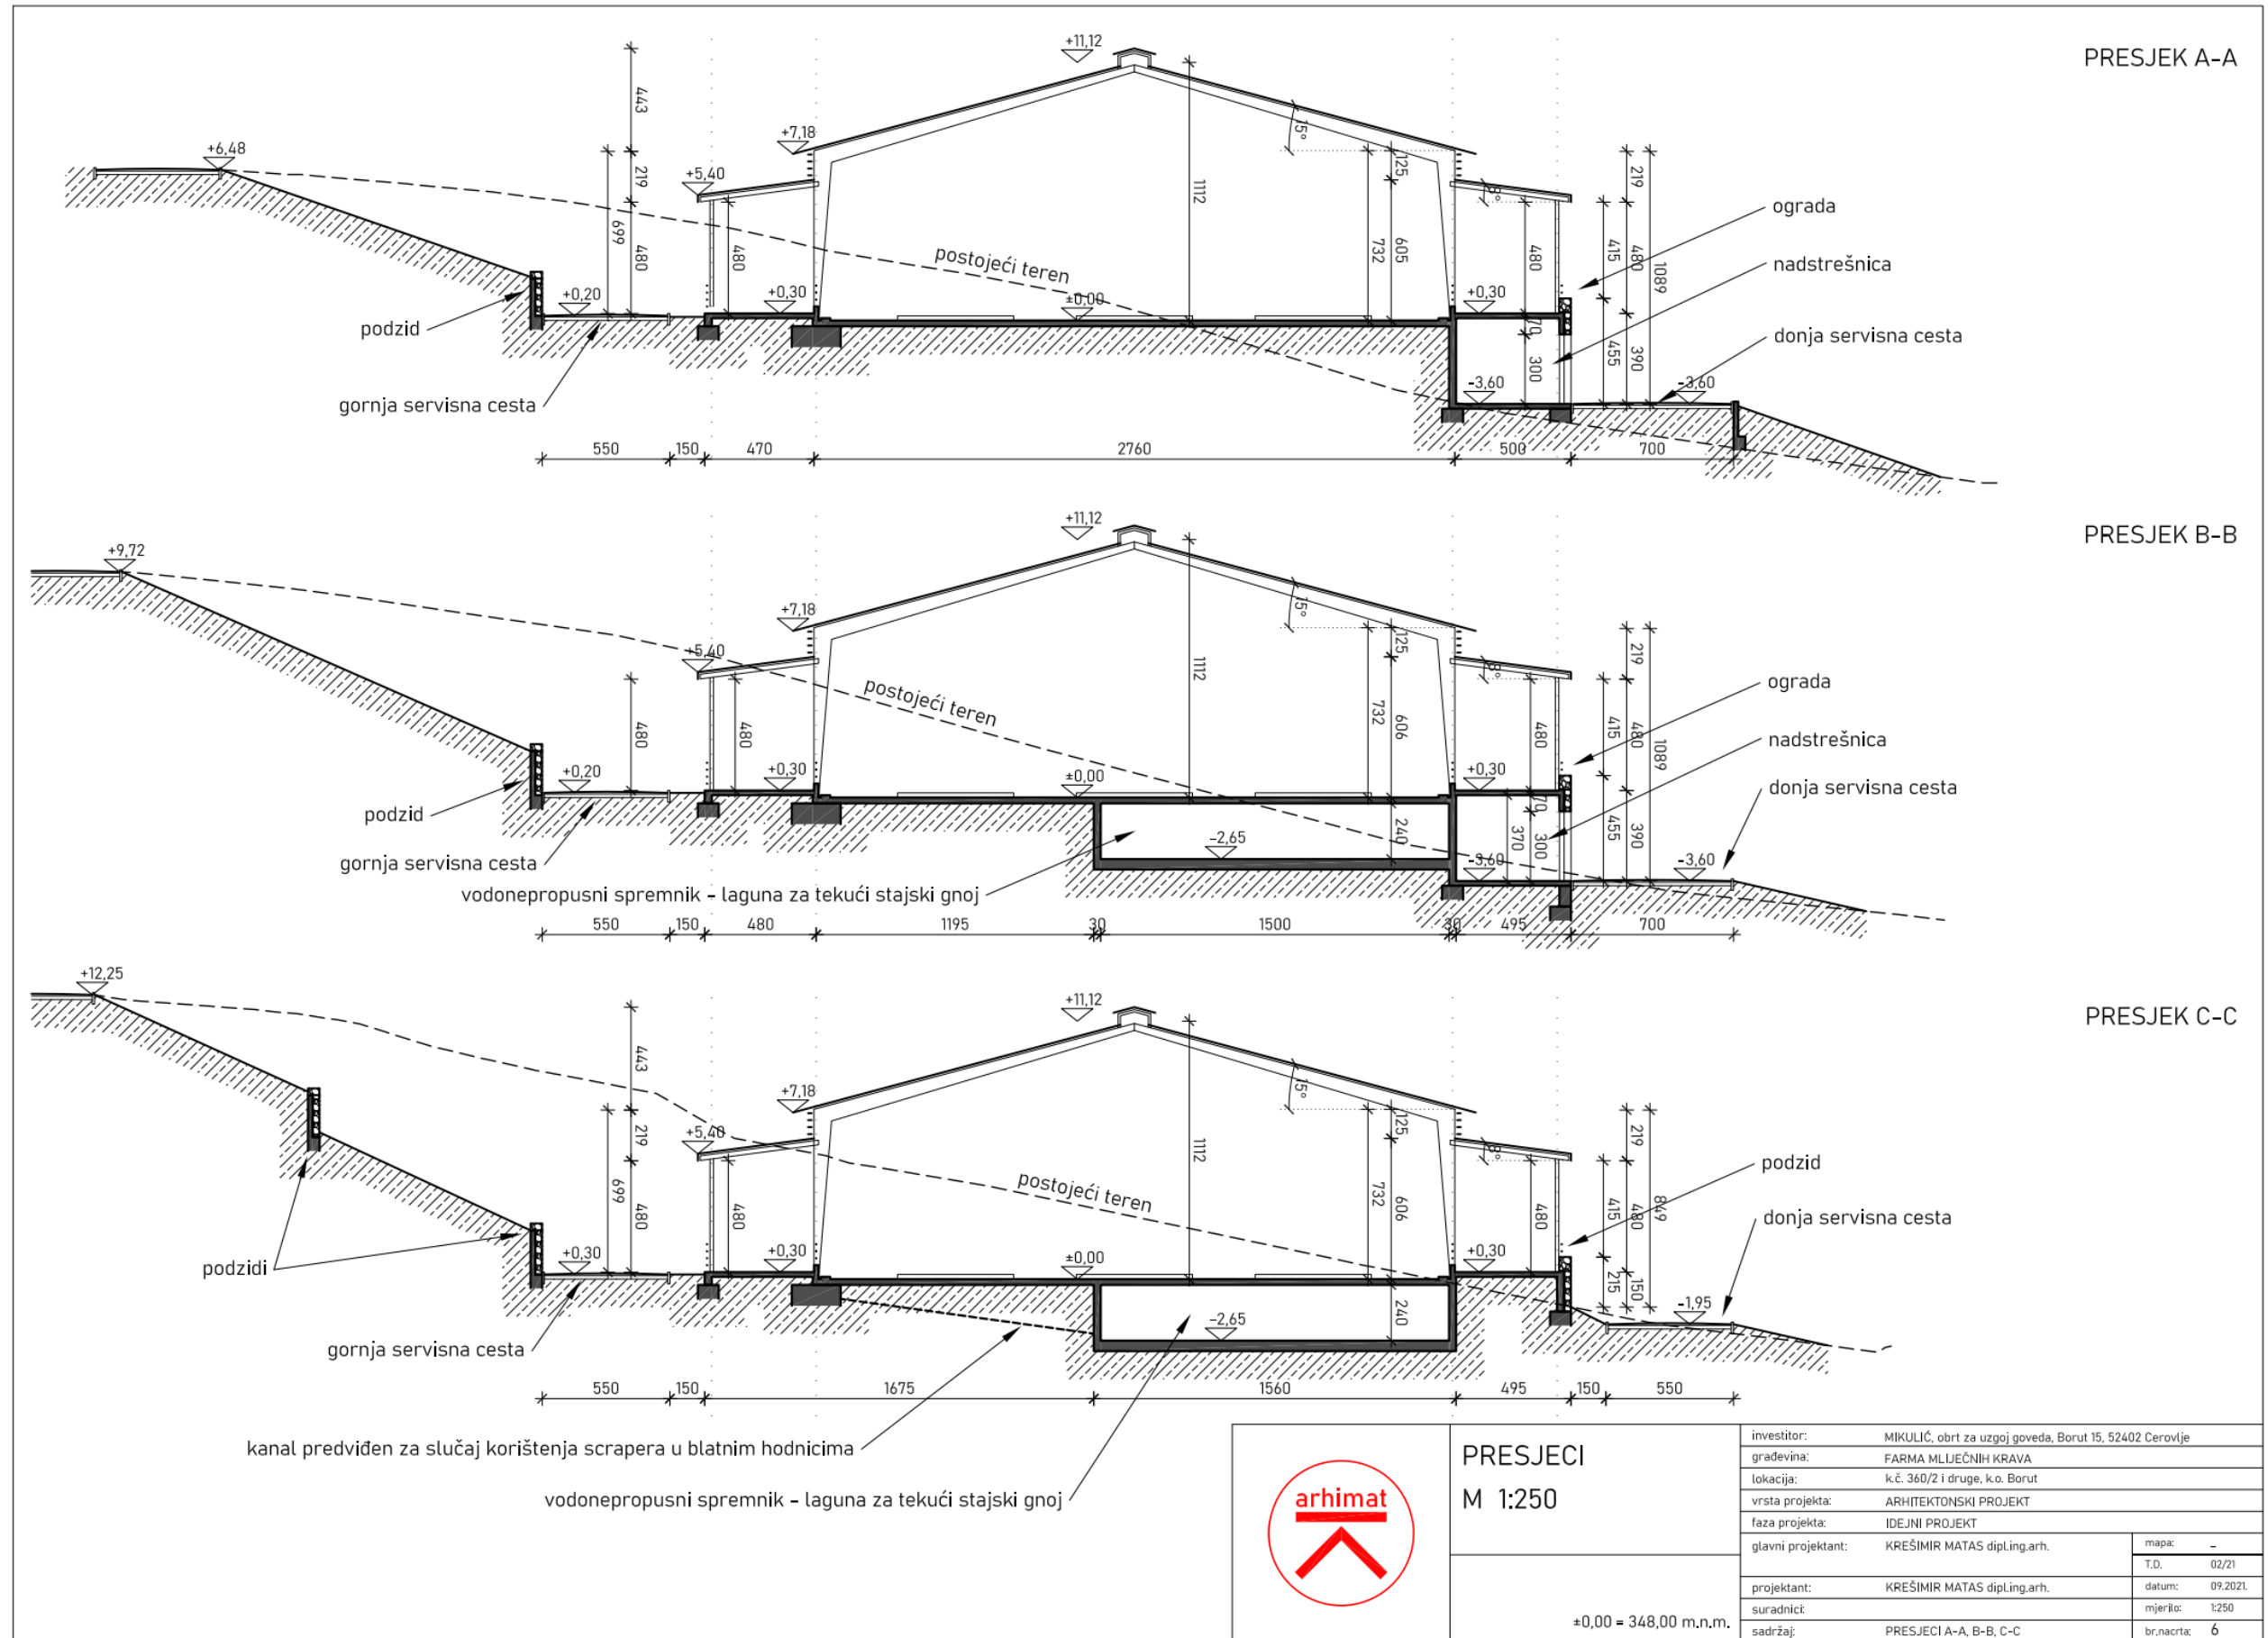 PRESJEK A-A
+11,12
443
+7,18
15°
+6,48
219
125
219
+5,40
8°
1112
ograda
699
480
480
postojeći teren
732
605
480
415
480
1089
nadstrešnica
+0,20
+0,30
±0,00
+0,30
podzid
70
donja servisna cesta
300
455
390
-3,60
-3,60
gornja servisna cesta
550
150
470
2760
500
700
PRESJEK B-B
+11,12
+9,72
+7,18
15°
125
219
+5,40
8°
1112
postojeći teren
ograda
480
480
732
606
480
415
480
1089
nadstrešnica
+0,20
+0,30
±0,00
+0,30
donja servisna cesta
podzid
70
240
370
300
455
390
-2,65
-3,60
-3,60
gornja servisna cesta
vodonepropusni spremnik - laguna za tekući stajski gnoj
550
150
480
1195
30
1500
30
495
700
PRESJEK C-C
+12,25
+11,12
443
+7,18
15°
219
125
219
+5,40
8°
1112
podzid
postojeći teren
699
480
480
732
606
480
415
480
849
donja servisna cesta
podzidi
+0,30
+0,30
±0,00
+0,30
215
150
240
-2,65
-1,95
gornja servisna cesta
550
150
1675
1560
495
150
550
kanal predviđen za slučaj korištenja scrapera u blatnim hodnicima
vodonepropusni spremnik - laguna za tekući stajski gnoj
arhimat
PRESJECI
M 1:250
±0,00 = 348,00 m.n.m.
investitor: MIKULIĆ, obrt za uzgoj goveda, Borut 15, 52402 Cerovlje
građevina: FARMA MLIJEČNIH KRAVA
lokacija: k.č. 360/2 i druge, k.o. Borut
vrsta projekta: ARHITEKTONSKI PROJEKT
faza projekta: IDEJNI PROJEKT
glavni projektant: KREŠIMIR MATAS dipl.ing.arh.
mapa: -
T.D. 02/21
projektant: KREŠIMIR MATAS dipl.ing.arh.
datum: 09.2021.
suradnici:
mjerilo: 1:250
sadržaj: PRESJECI A-A, B-B, C-C
br.nacrta: 6